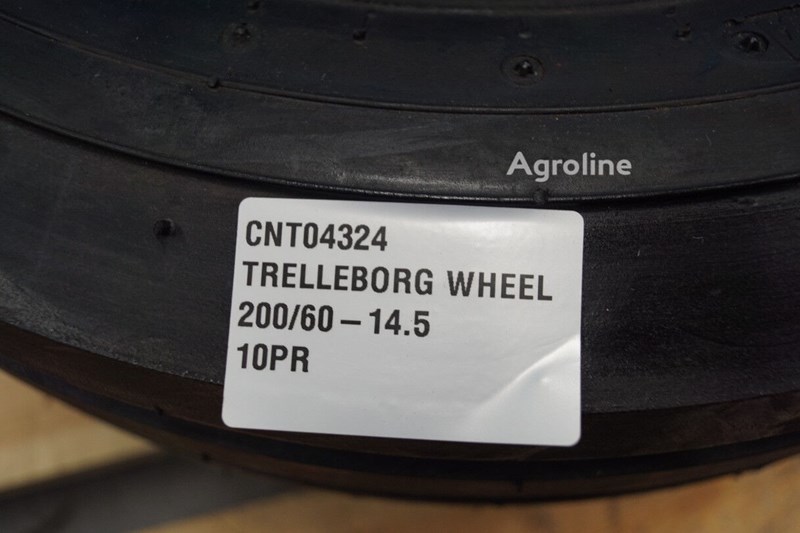 Agroline
CNT04324
TRELLEBORG WHEEL
200/60 – 14.5
10PR